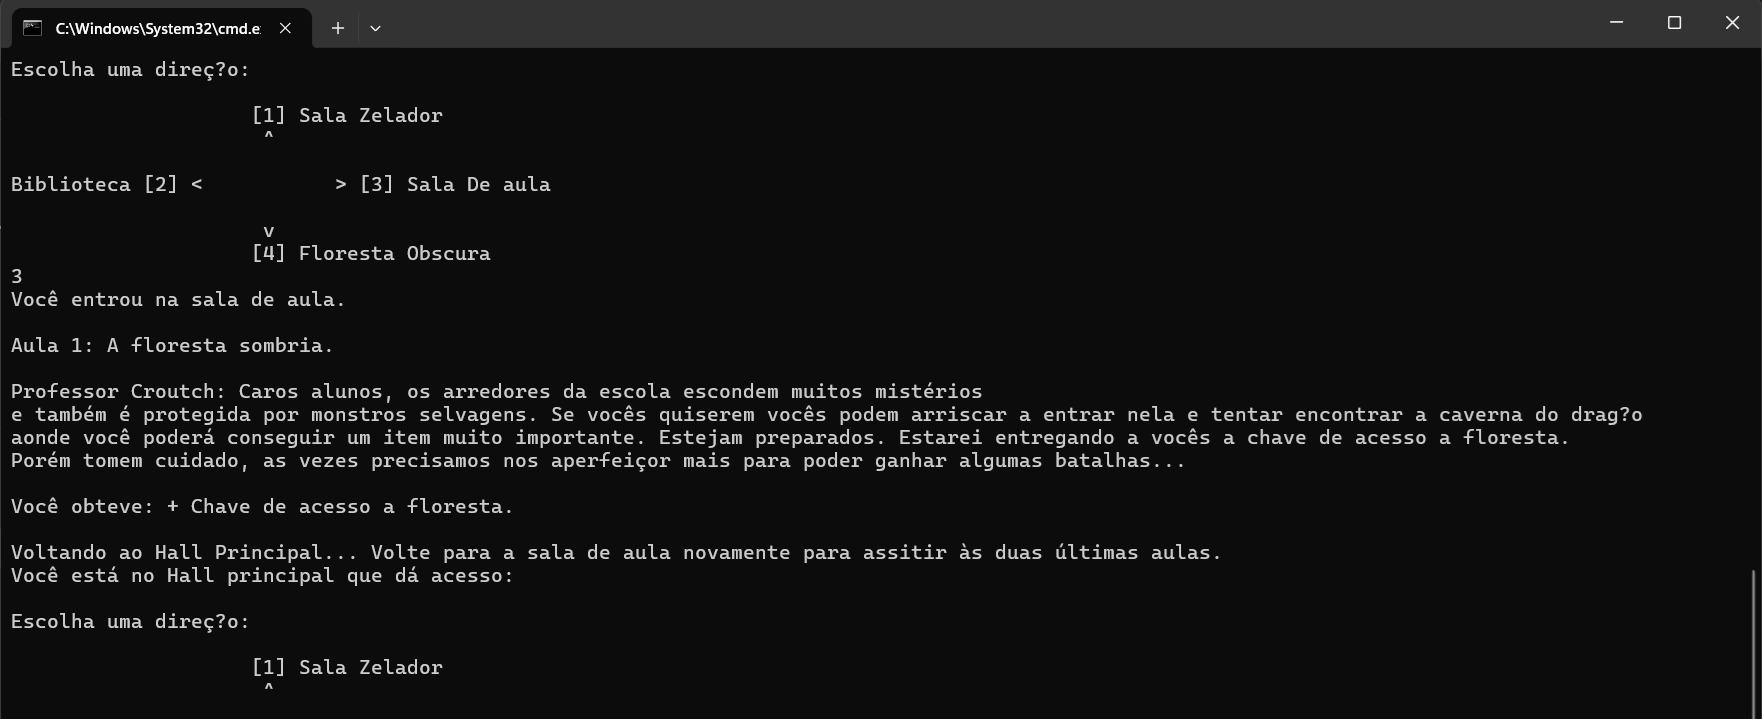 C:\Windows\System32\cmd.e
Escolha uma direç?o:
[1] Sala Zelador
^
Biblioteca [2] < > [3] Sala De aula
v
[4] Floresta Obscura
3
Você entrou na sala de aula.
Aula 1: A floresta sombria.
Professor Croutch: Caros alunos, os arredores da escola escondem muitos mistérios
e também é protegida por monstros selvagens. Se vocês quiserem vocês podem arriscar a entrar nela e tentar encontrar a caverna do drag?o
aonde você poderá conseguir um item muito importante. Estejam preparados. Estarei entregando a vocês a chave de acesso a floresta.
Porém tomem cuidado, as vezes precisamos nos aperfeiçor mais para poder ganhar algumas batalhas...
Você obteve: + Chave de acesso a floresta.
Voltando ao Hall Principal... Volte para a sala de aula novamente para assitir às duas últimas aulas.
Você está no Hall principal que dá acesso:
Escolha uma direç?o:
[1] Sala Zelador
^